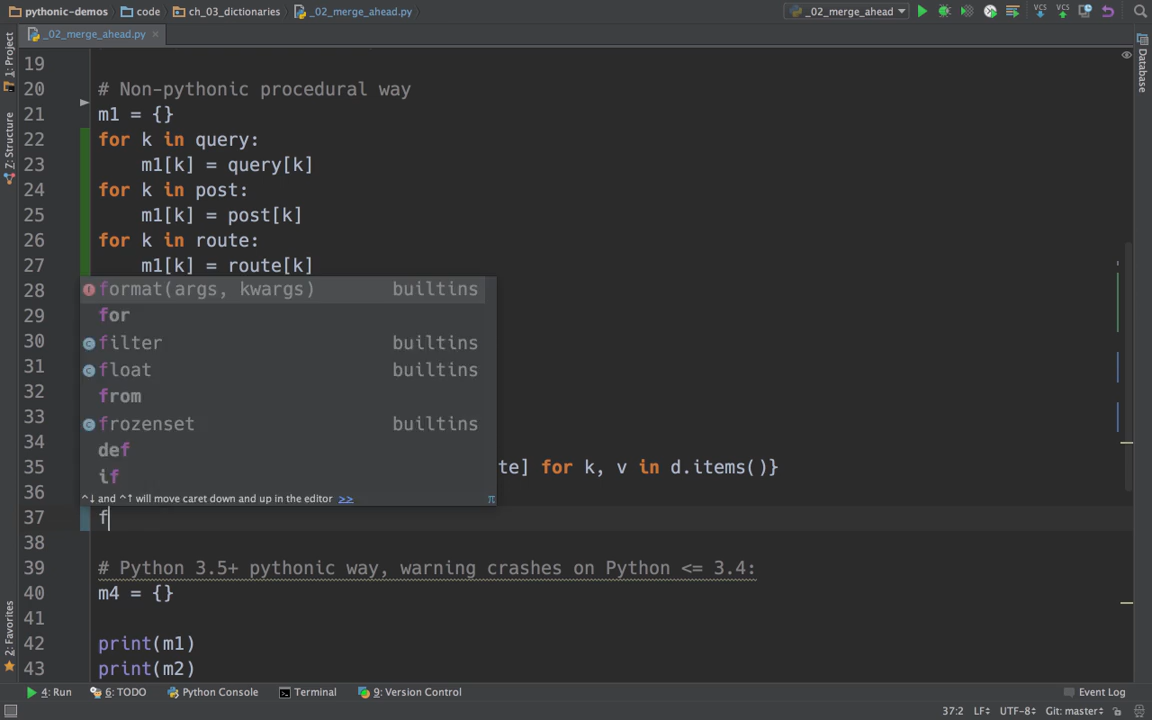 pythonic-demos code ch_03_dictionaries _02_merge_ahead.py _02_merge_ahead
_02_merge_ahead.py
19
20 # Non-pythonic procedural way
21 m1 = {}
22 for k in query:
23 m1[k] = query[k]
24 for k in post:
25 m1[k] = post[k]
26 for k in route:
27 m1[k] = route[k]
28 format(args, kwargs) builtins
29 for
30 filter builtins
31 float builtins
32 from
33 frozenset builtins
34 def
35 te] for k, v in d.items()}
if
36 ^↓ and ^↑ will move caret down and up in the editor >> π
37 f
38
39 # Python 3.5+ pythonic way, warning crashes on Python <= 3.4:
40 m4 = {}
41
42 print(m1)
43 print(m2)
1: Project
7: Structure
2: Favorites
Database
VCS VCS
4: Run 6: TODO Python Console Terminal 9: Version Control Event Log
37:2 LF÷ UTF-8÷ Git: master÷